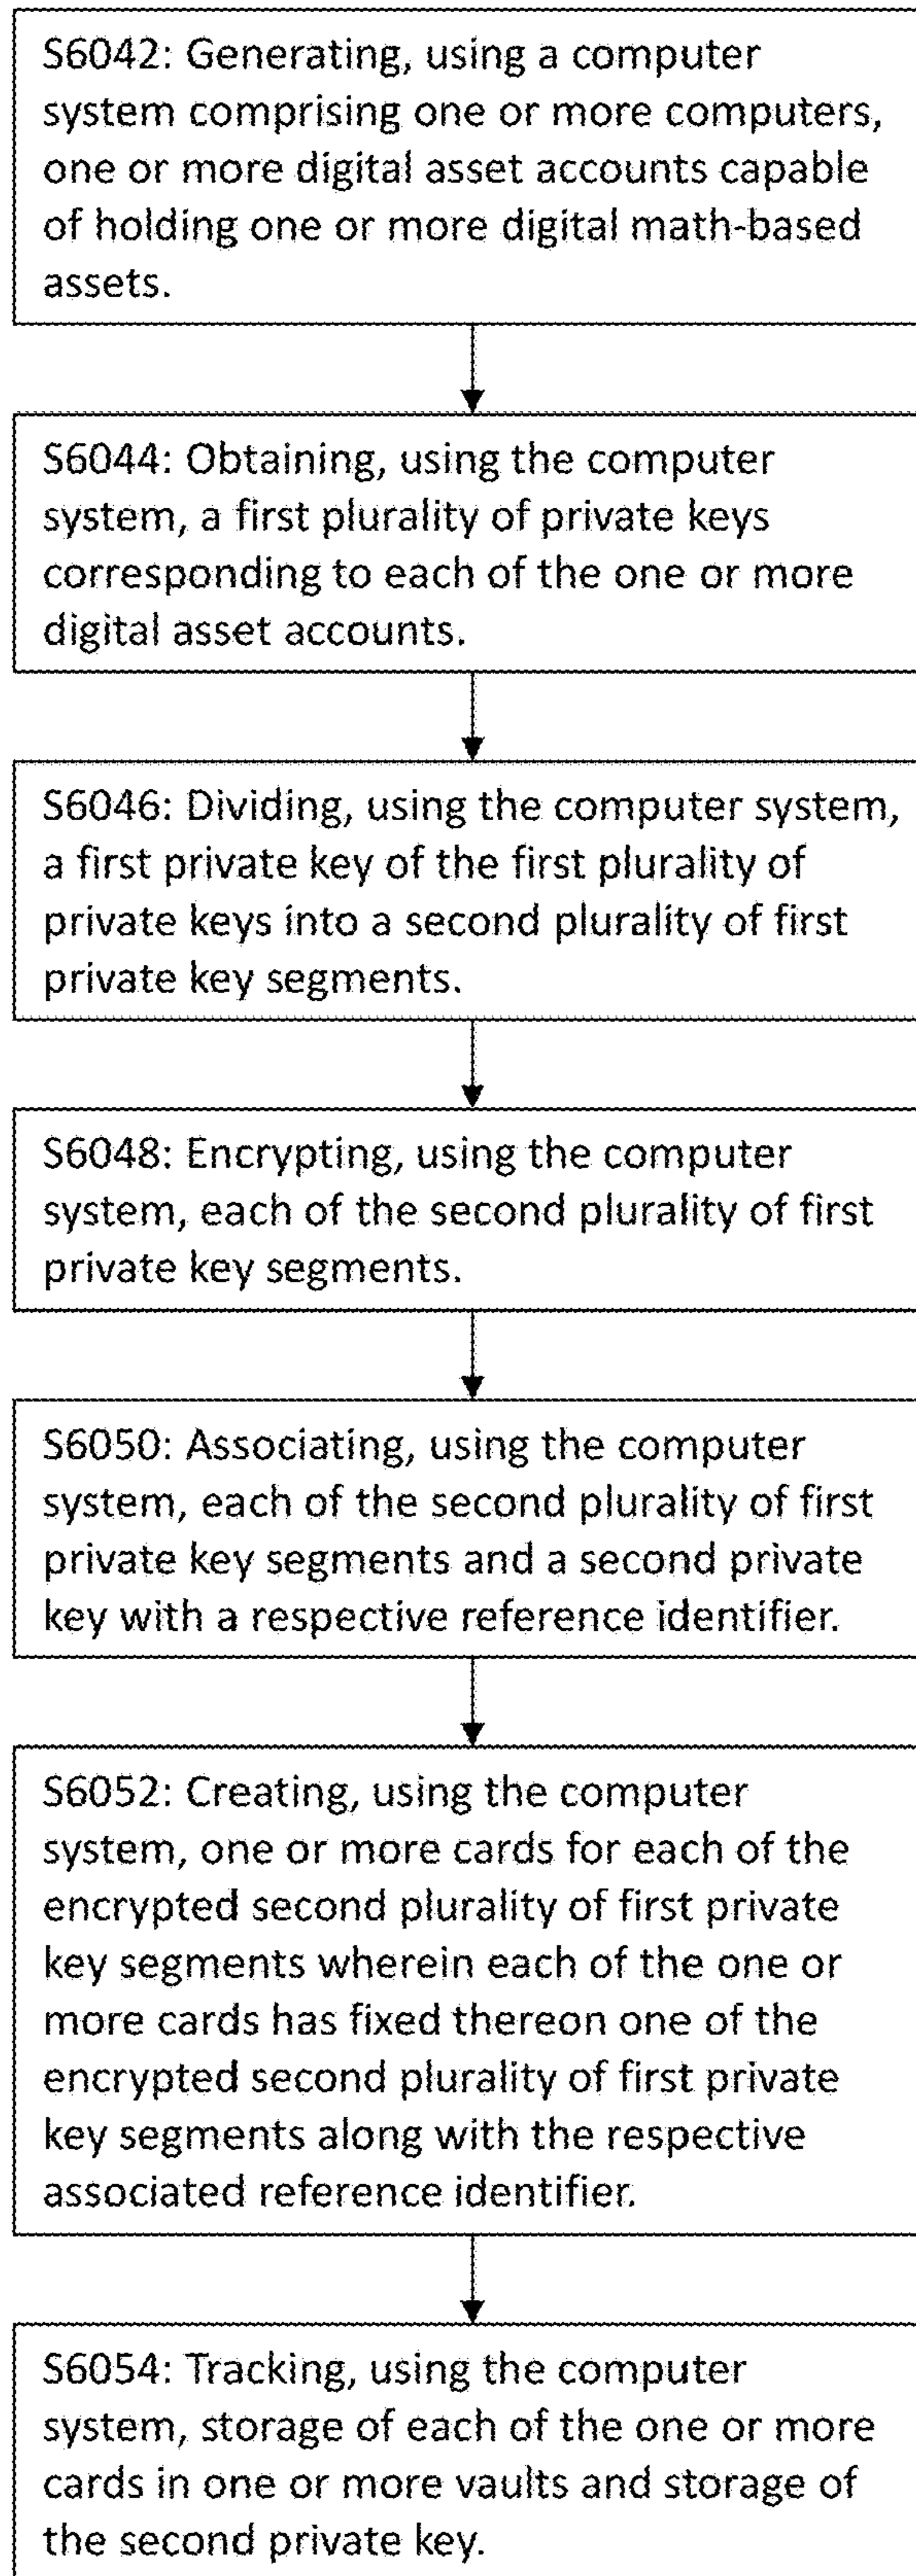 S6042: Generating, using a computer
system comprising one or more computers,
one or more digital asset accounts capable
of holding one or more digital math-based
assets.
S6044: Obtaining, using the computer
system, a first plurality of private keys
corresponding to each of the one or more
digital asset accounts.
S6046: Dividing, using the computer system,
a first private key of the first plurality of
private keys into a second plurality of first
private key segments.
S6048: Encrypting, using the computer
system, each of the second plurality of first
private key segments.
S6050: Associating, using the computer
system, each of the second plurality of first
private key segments and a second private
key with a respective reference identifier.
S6052: Creating, using the computer
system, one or more cards for each of the
encrypted second plurality of first private
key segments wherein each of the one or
more cards has fixed thereon one of the
encrypted second plurality of first private
key segments along with the respective
associated reference identifier.
S6054: Tracking, using the computer
system, storage of each of the one or more
cards in one or more vaults and storage of
the second private key.